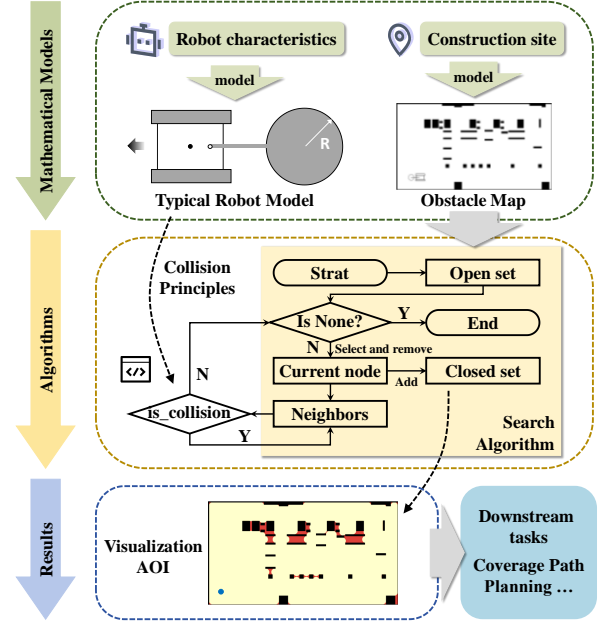 Mathematical Models
Robot characteristics
Construction site
model
model
R
Typical Robot Model
Obstacle Map
Algorithms
Collision
Principles
Strat
Open set
Is None?
Y
End
N
Select and remove
Current node
Add
Closed set
N
</>
is_collision
Neighbors
Y
Search
Algorithm
Results
Visualization
AOI
Downstream
tasks
Coverage Path
Planning ...